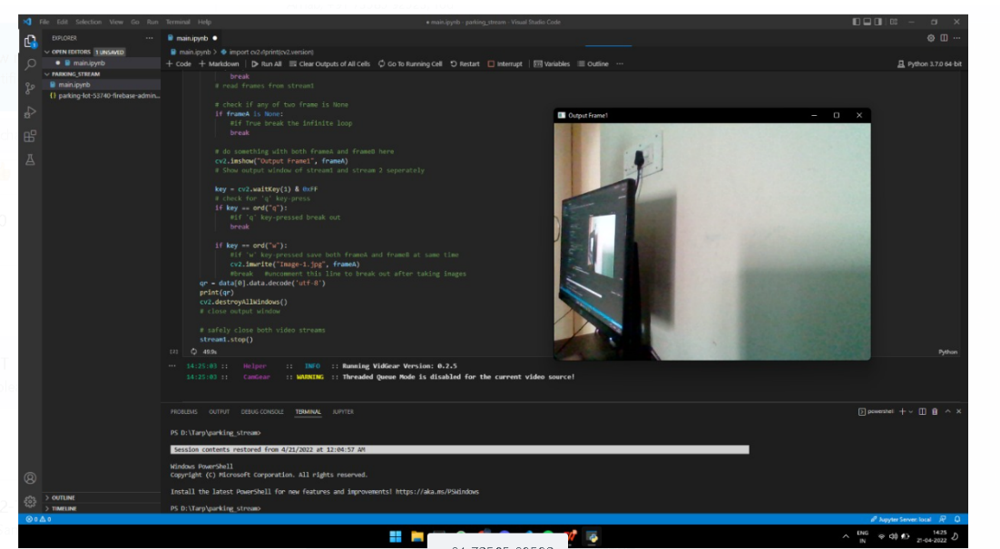 File Edit Selection View Go Run Terminal Help
● main.ipynb - parking_stream - Visual Studio Code
EXPLORER
main.ipynb
OPEN EDITORS 1 UNSAVED
main.ipynb > import cv2//print(cv2.version)
main.ipynb
+ Code + Markdown Run All Clear Outputs of All Cells Go To Running Cell Restart Interrupt Variables Outline ···
Python 3.7.0 64-bit
PARKING_STREAM
main.ipynb
{} parking-lot-53740-firebase-admin...
break
# read frames from stream1
# check if any of two frame is None
if frameA is None:
#if True break the infinite loop
break
# do something with both frameA and frameB here
cv2.imshow("Output Frame1", frameA)
# Show output window of stream1 and stream 2 seperately
key = cv2.waitKey(1) & 0xFF
# check for 'q' key-press
if key == ord("q"):
#if 'q' key-pressed break out
break
if key == ord("w"):
#if 'w' key-pressed save both frameA and frameB at same time
cv2.imwrite("Image-1.jpg", frameA)
#break #uncomment this line to break out after taking images
qr = data[0].data.decode('utf-8')
print(qr)
cv2.destroyAllWindows()
# close output window
# safely close both video streams
stream1.stop()
Output Frame1
Python
14:25:03 :: Helper :: INFO :: Running VidGear Version: 0.2.5
14:25:03 :: CamGear :: WARNING :: Threaded Queue Mode is disabled for the current video source!
PROBLEMS OUTPUT DEBUG CONSOLE TERMINAL JUPYTER
powershell
PS D:\Tarp\parking_stream>
Session contents restored from 4/21/2022 at 12:04:57 AM
Windows PowerShell
Copyright (C) Microsoft Corporation. All rights reserved.
Install the latest PowerShell for new features and improvements! https://aka.ms/PSWindows
PS D:\Tarp\parking_stream>
OUTLINE
TIMELINE
0 0
Jupyter Server: local
ENG
IN
14:25
21-04-2022